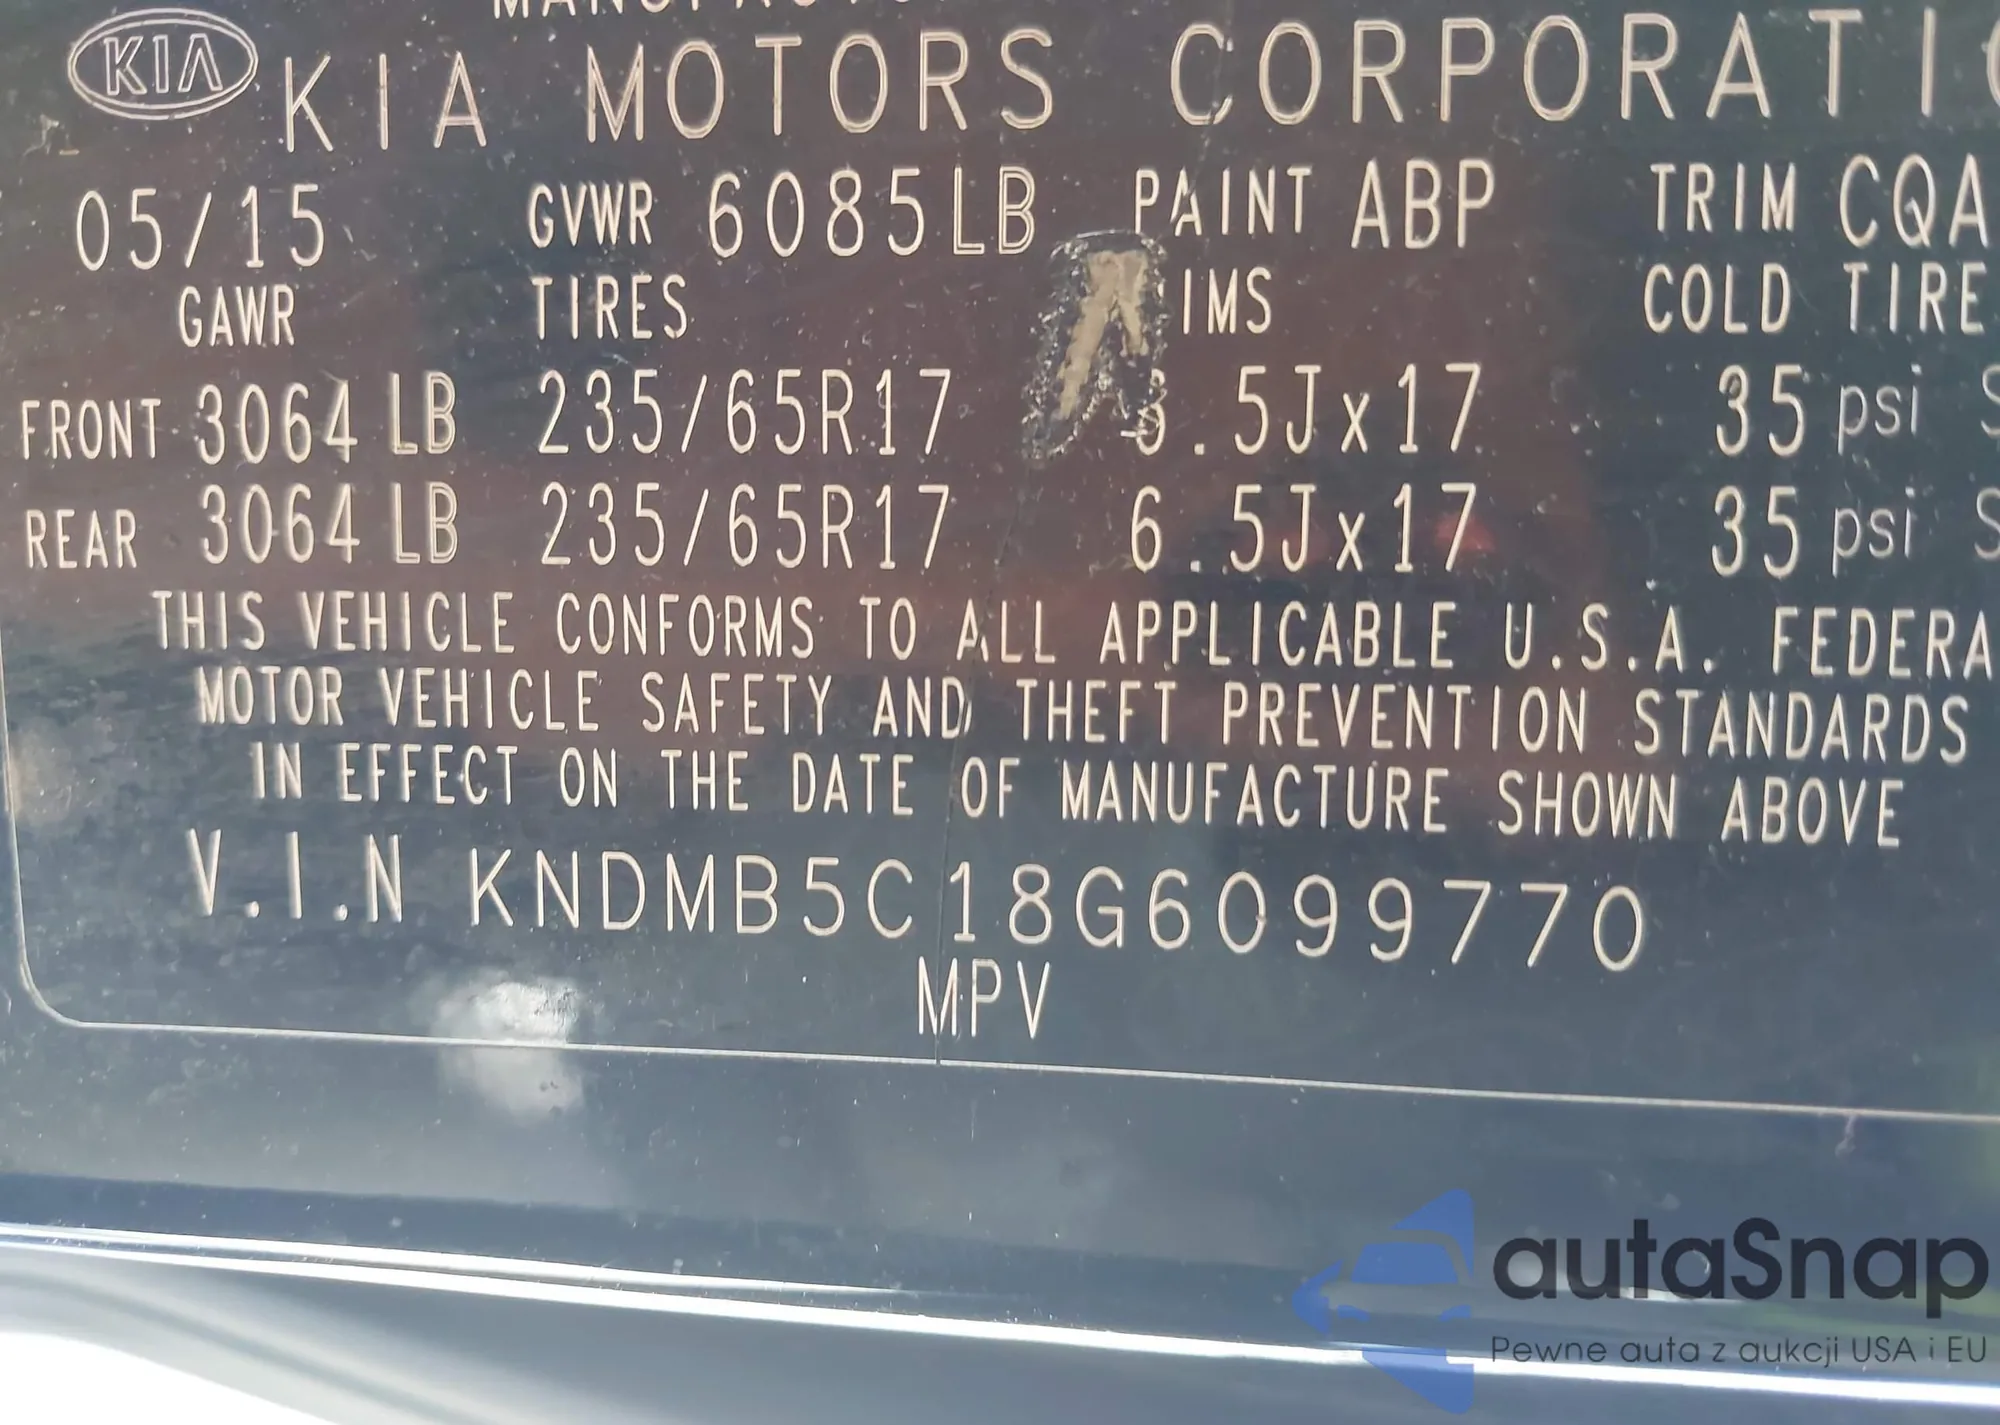 KIA KIA MOTORS CORPORATI
05/15 GVWR 6085LB PAINT ABP TRIM CQA
GAWR TIRES IMS COLD TIRE
FRONT 3064 LB 235/65R17 .5Jx17 35 psi S
REAR 3064 LB 235/65R17 6.5Jx17 35 psi S
THIS VEHICLE CONFORMS TO ALL APPLICABLE U.S.A. FEDERA
MOTOR VEHICLE SAFETY AND THEFT PREVENTION STANDARDS
IN EFFECT ON THE DATE OF MANUFACTURE SHOWN ABOVE
V.I.N KNDMB5C18G6099770
MPV
autaSnap
Pewne auta z aukcji USA i EU